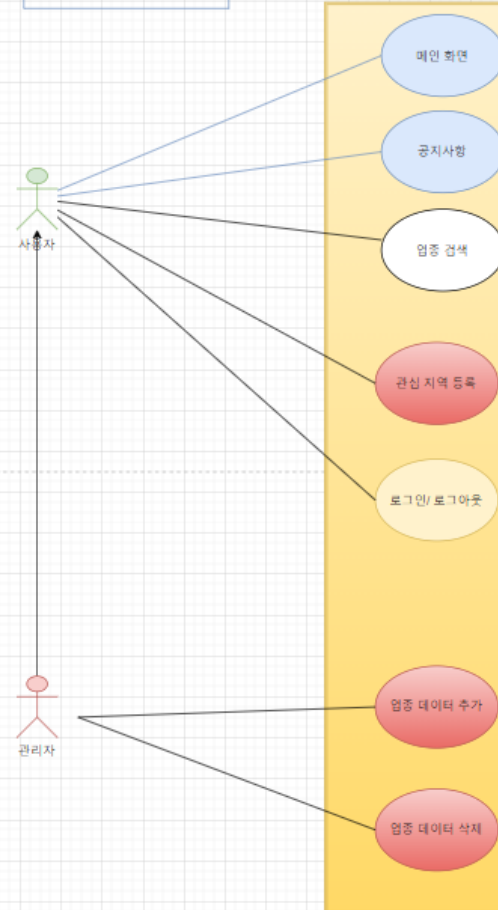 메인 화면
공지사항
사용자
업종 검색
관심 지역 등록
로그인/ 로그아웃
업종 데이터 추가
관리자
업종 데이터 삭제